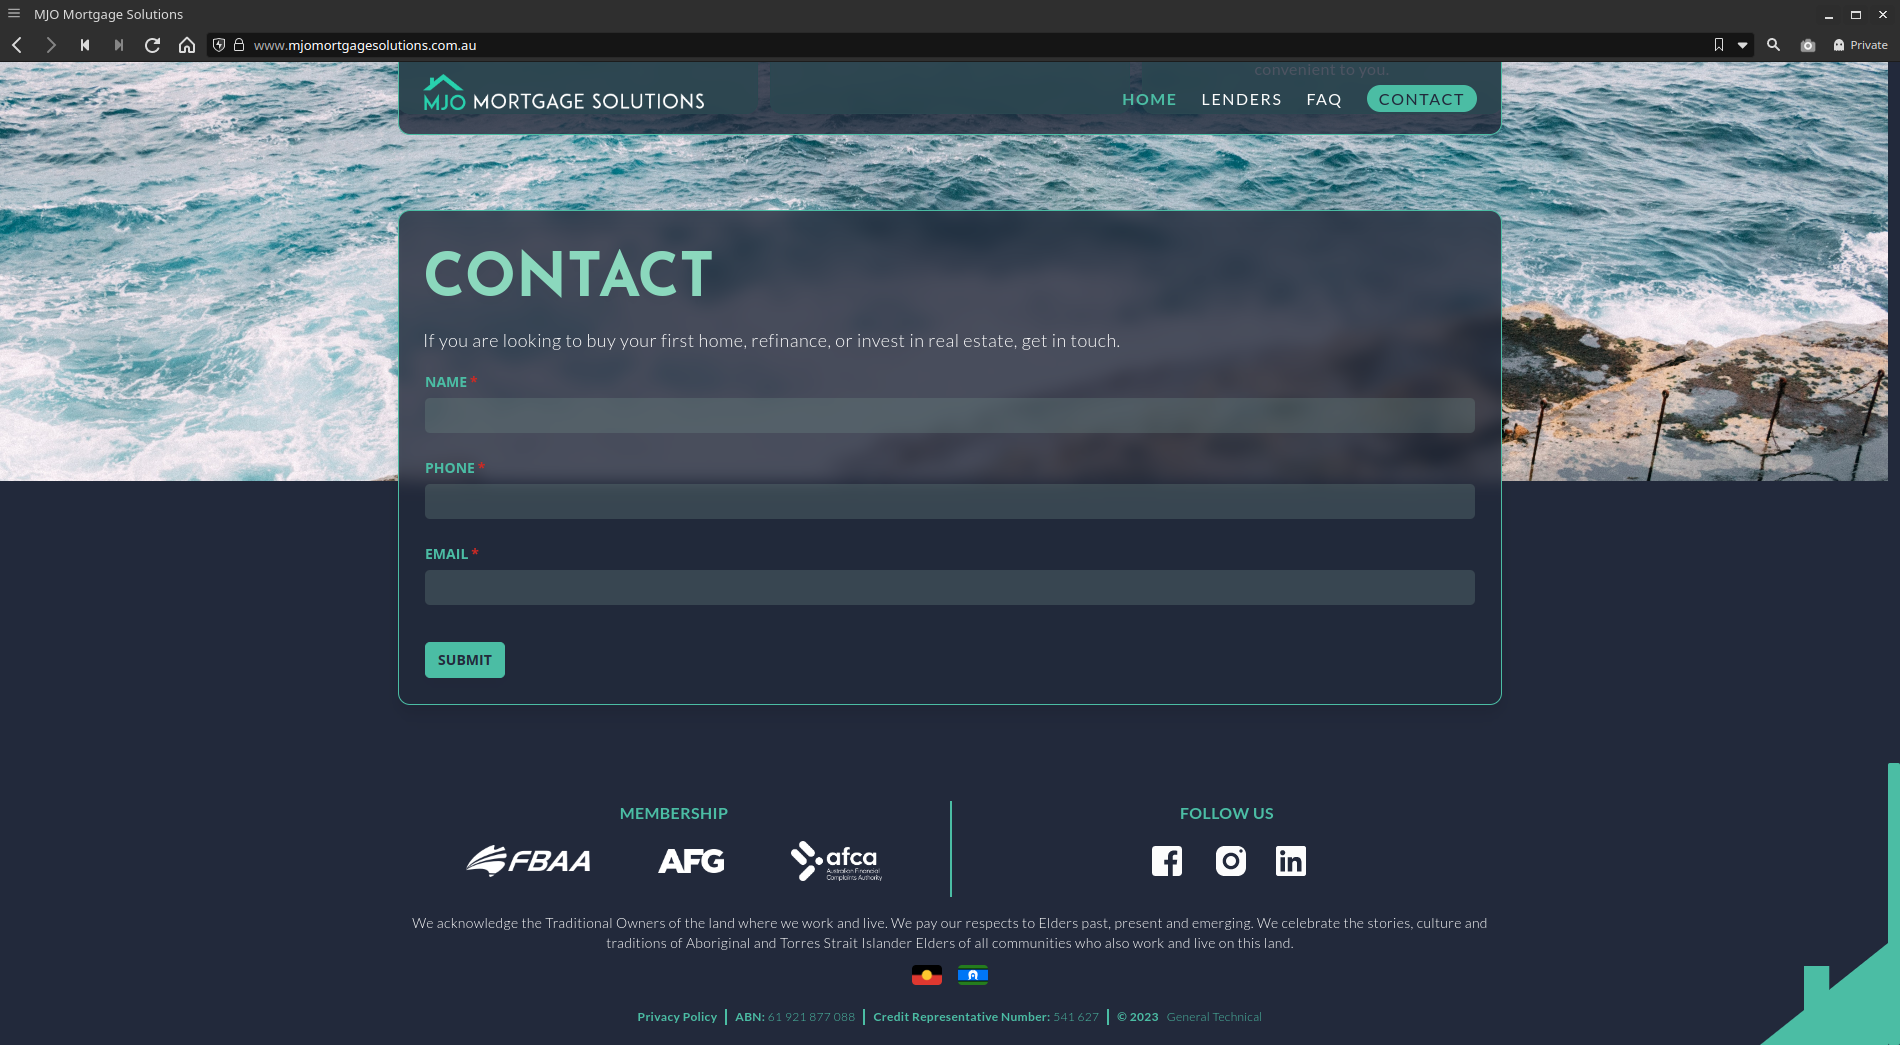 MJO Mortgage Solutions
www.mjomortgagesolutions.com.au
Private
convenient to you.
MJO MORTGAGE SOLUTIONS
HOME LENDERS FAQ CONTACT
CONTACT
If you are looking to buy your first home, refinance, or invest in real estate, get in touch.
NAME *
PHONE *
EMAIL *
SUBMIT
MEMBERSHIP
FBAA AFG afca
Australian Financial
Complaints Authority
FOLLOW US
We acknowledge the Traditional Owners of the land where we work and live. We pay our respects to Elders past, present and emerging. We celebrate the stories, culture and
traditions of Aboriginal and Torres Strait Islander Elders of all communities who also work and live on this land.
Privacy Policy | ABN: 61 921 877 088 | Credit Representative Number: 541 627 | © 2023 General Technical